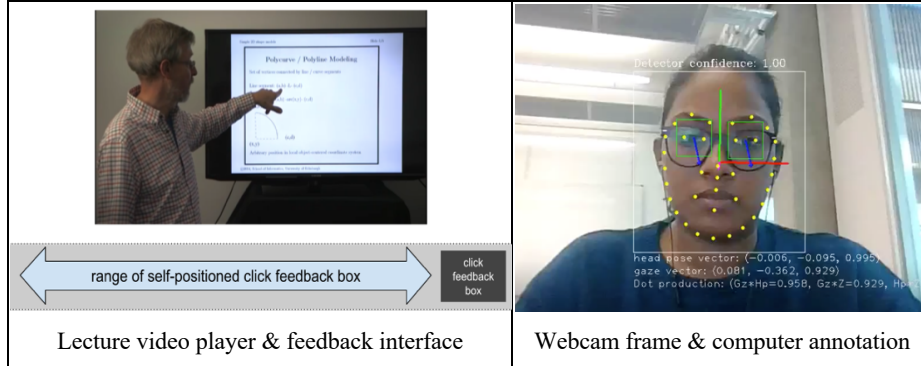 Polycurve / Polyline Modeling
range of self-positioned click feedback box
click
feedback
box
Lecture video player & feedback interface
Detector confidence: 1.00
head pose vector: (-0.006, -0.095, 0.995)
gaze vector: (0.081, -0.362, 0.929)
Dot production: (Gz*Hp=0.958, Gz*Z=0.929, Hp*Z
Webcam frame & computer annotation